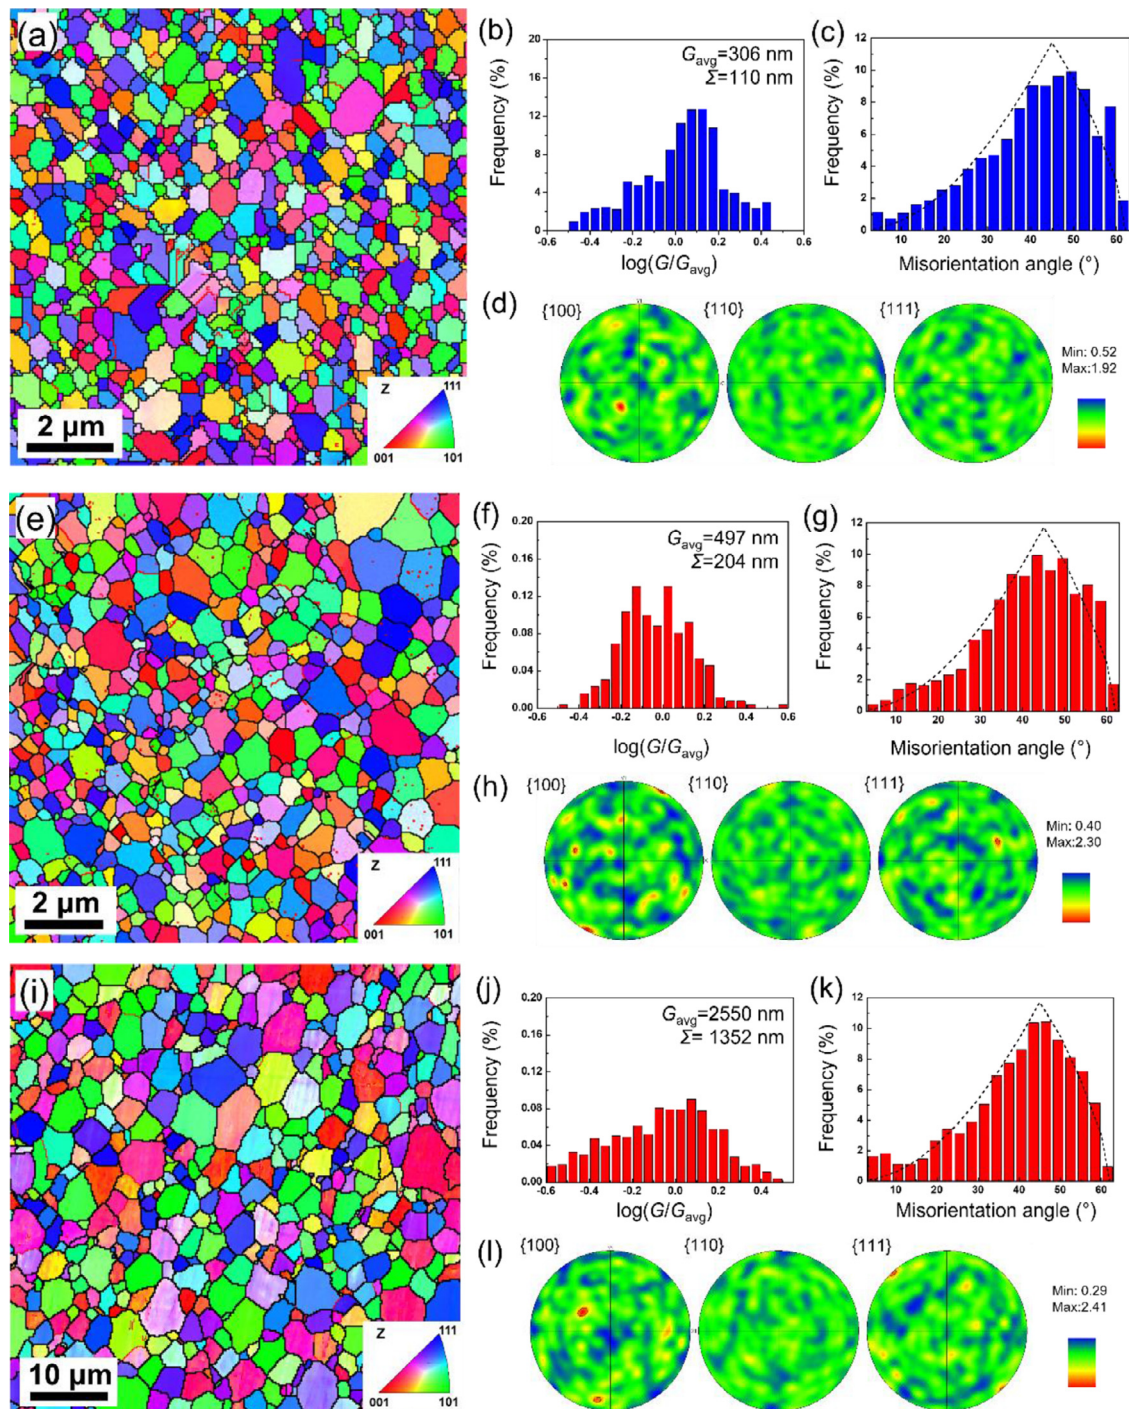 (a)
2 μm
Z
111
001
101
(b)
Frequency (%)
20
16
12
8
4
0
-0.6
-0.4
-0.2
0.0
0.2
0.4
0.6
log(G/Gavg)
Gavg=306 nm
Σ=110 nm
(c)
Frequency (%)
12
10
8
6
4
2
0
10
20
30
40
50
60
Misorientation angle (°)
(d)
{100}
{110}
{111}
Min: 0.52
Max:1.92
(e)
2 μm
Z
111
001
101
(f)
Frequency (%)
0.20
0.16
0.12
0.08
0.04
0.00
-0.6
-0.4
-0.2
0.0
0.2
0.4
0.6
log(G/Gavg)
Gavg=497 nm
Σ=204 nm
(g)
Frequency (%)
12
10
8
6
4
2
0
10
20
30
40
50
60
Misorientation angle (°)
(h)
{100}
{110}
{111}
Min: 0.40
Max:2.30
(i)
10 μm
Z
111
001
101
(j)
Frequency (%)
0.20
0.16
0.12
0.08
0.04
0.00
-0.6
-0.4
-0.2
0.0
0.2
0.4
log(G/Gavg)
Gavg=2550 nm
Σ= 1352 nm
(k)
Frequency (%)
12
10
8
6
4
2
0
10
20
30
40
50
60
Misorientation angle (°)
(l)
{100}
{110}
{111}
Min: 0.29
Max:2.41